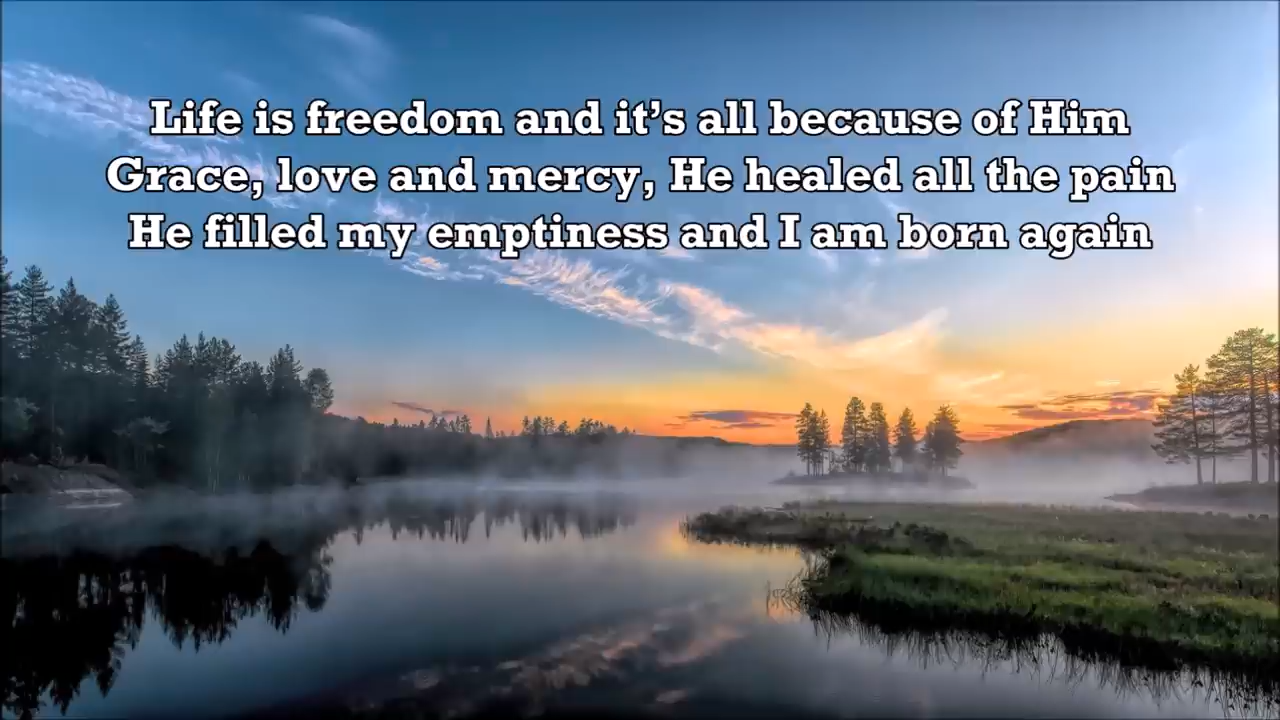 Life is freedom and it’s all because of Him
Grace, love and mercy, He healed all the pain
He filled my emptiness and I am born again